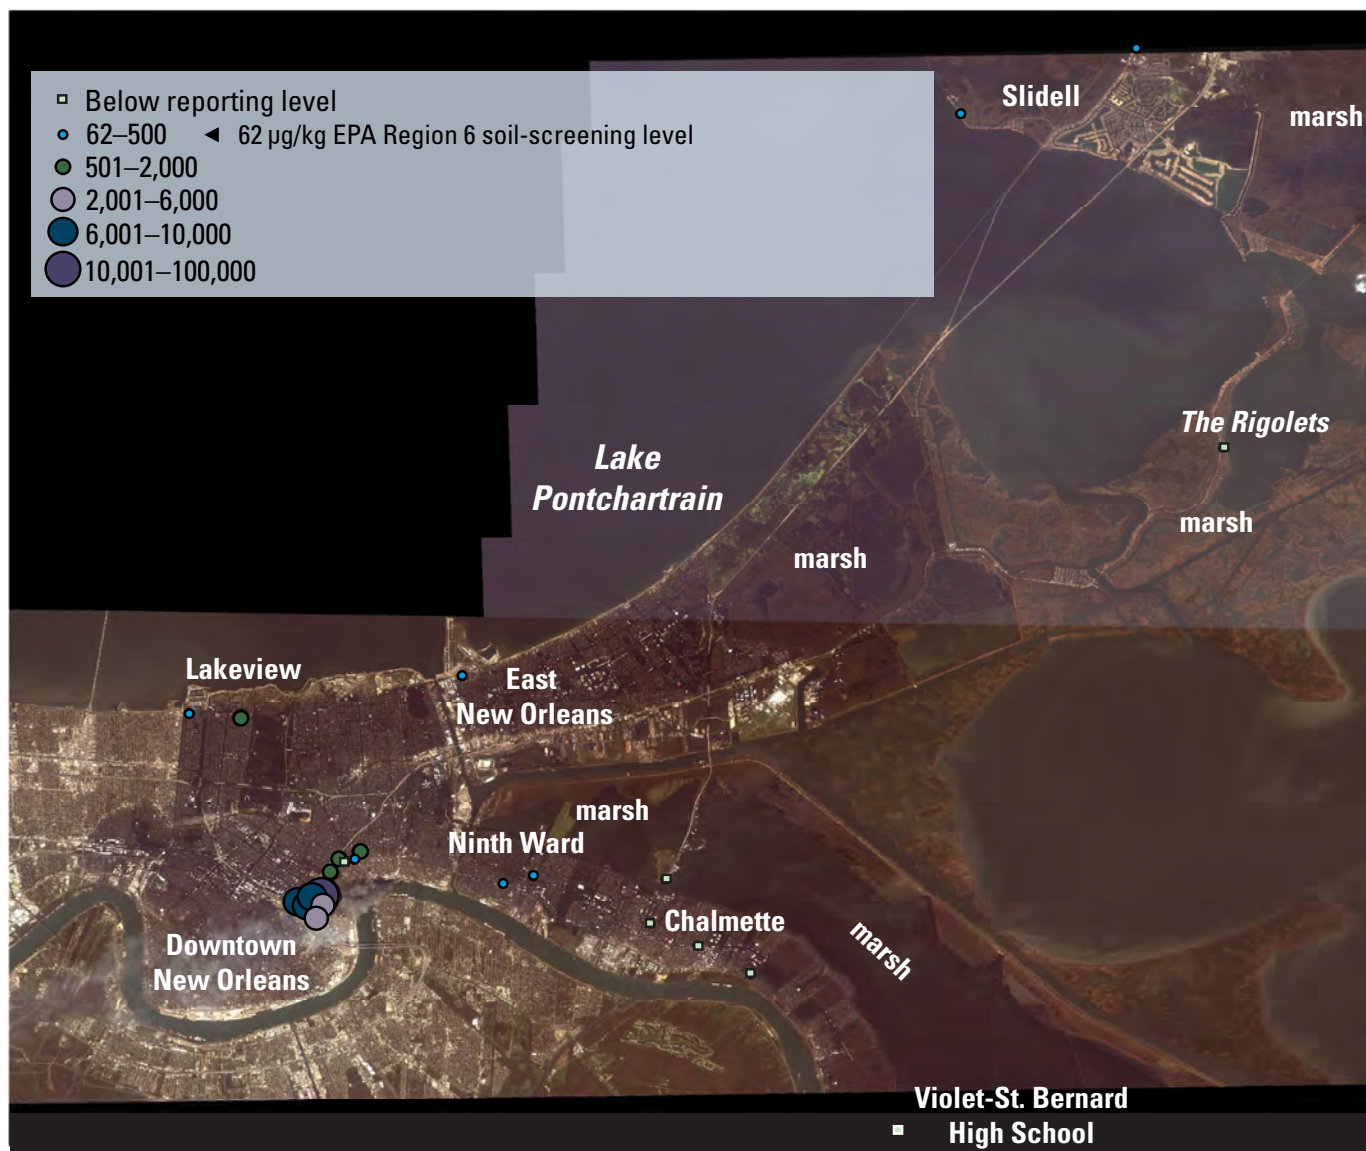 Below reporting level
62–500 ◄ 62 µg/kg EPA Region 6 soil-screening level
501–2,000
2,001–6,000
6,001–10,000
10,001–100,000
Slidell
marsh
The Rigolets
Lake
Pontchartrain
marsh
marsh
Lakeview
East
New Orleans
marsh
Ninth Ward
Chalmette
marsh
Downtown
New Orleans
Violet-St. Bernard
High School